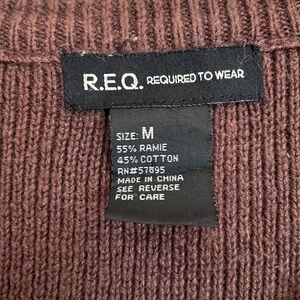 R.E.Q. REQUIRED TO WEAR
SIZE: M
55% RAMIE
45% COTTON
RN#57895
MADE IN CHINA
SEE REVERSE
FOR CARE